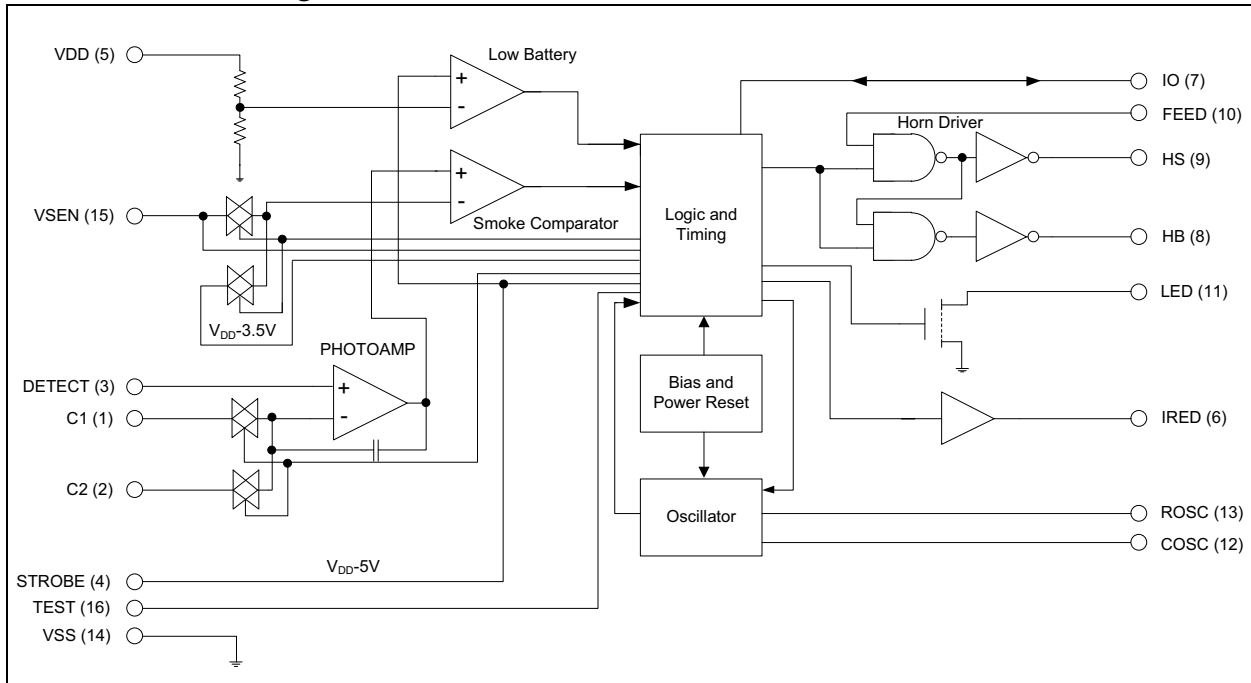 VDD (5)
Low Battery
+
-
IO (7)
FEED (10)
Horn Driver
HS (9)
+
-
VSEN (15)
Smoke Comparator
Logic and
Timing
HB (8)
LED (11)
V_DD-3.5V
PHOTOAMP
DETECT (3)
+
-
C1 (1)
Bias and
Power Reset
IRED (6)
C2 (2)
Oscillator
ROSC (13)
COSC (12)
V_DD-5V
STROBE (4)
TEST (16)
VSS (14)